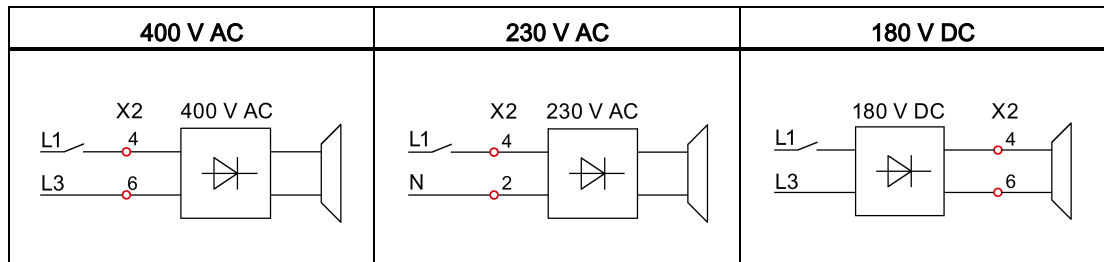 400 V AC
230 V AC
180 V DC
X2 400 V AC
L1 4
L3 6
X2 230 V AC
L1 4
N 2
180 V DC X2
L1 4
L3 6